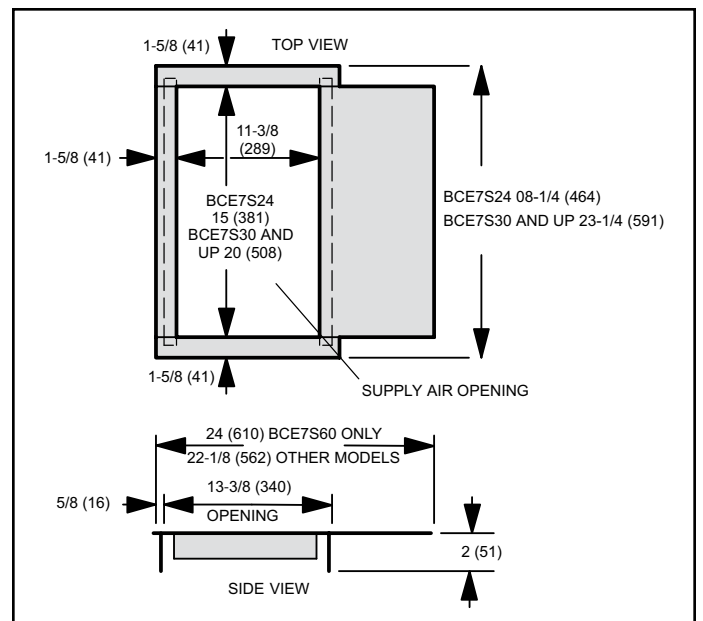 1-5/8 (41)
TOP VIEW
11-3/8
(289)
1-5/8 (41)
BCE7S24
15 (381)
BCE7S30 AND
UP 20 (508)
BCE7S24 08-1/4 (464)
BCE7S30 AND UP 23-1/4 (591)
1-5/8 (41)
SUPPLY AIR OPENING
24 (610) BCE7S60 ONLY
22-1/8 (562) OTHER MODELS
5/8 (16)
13-3/8 (340)
OPENING
2 (51)
SIDE VIEW